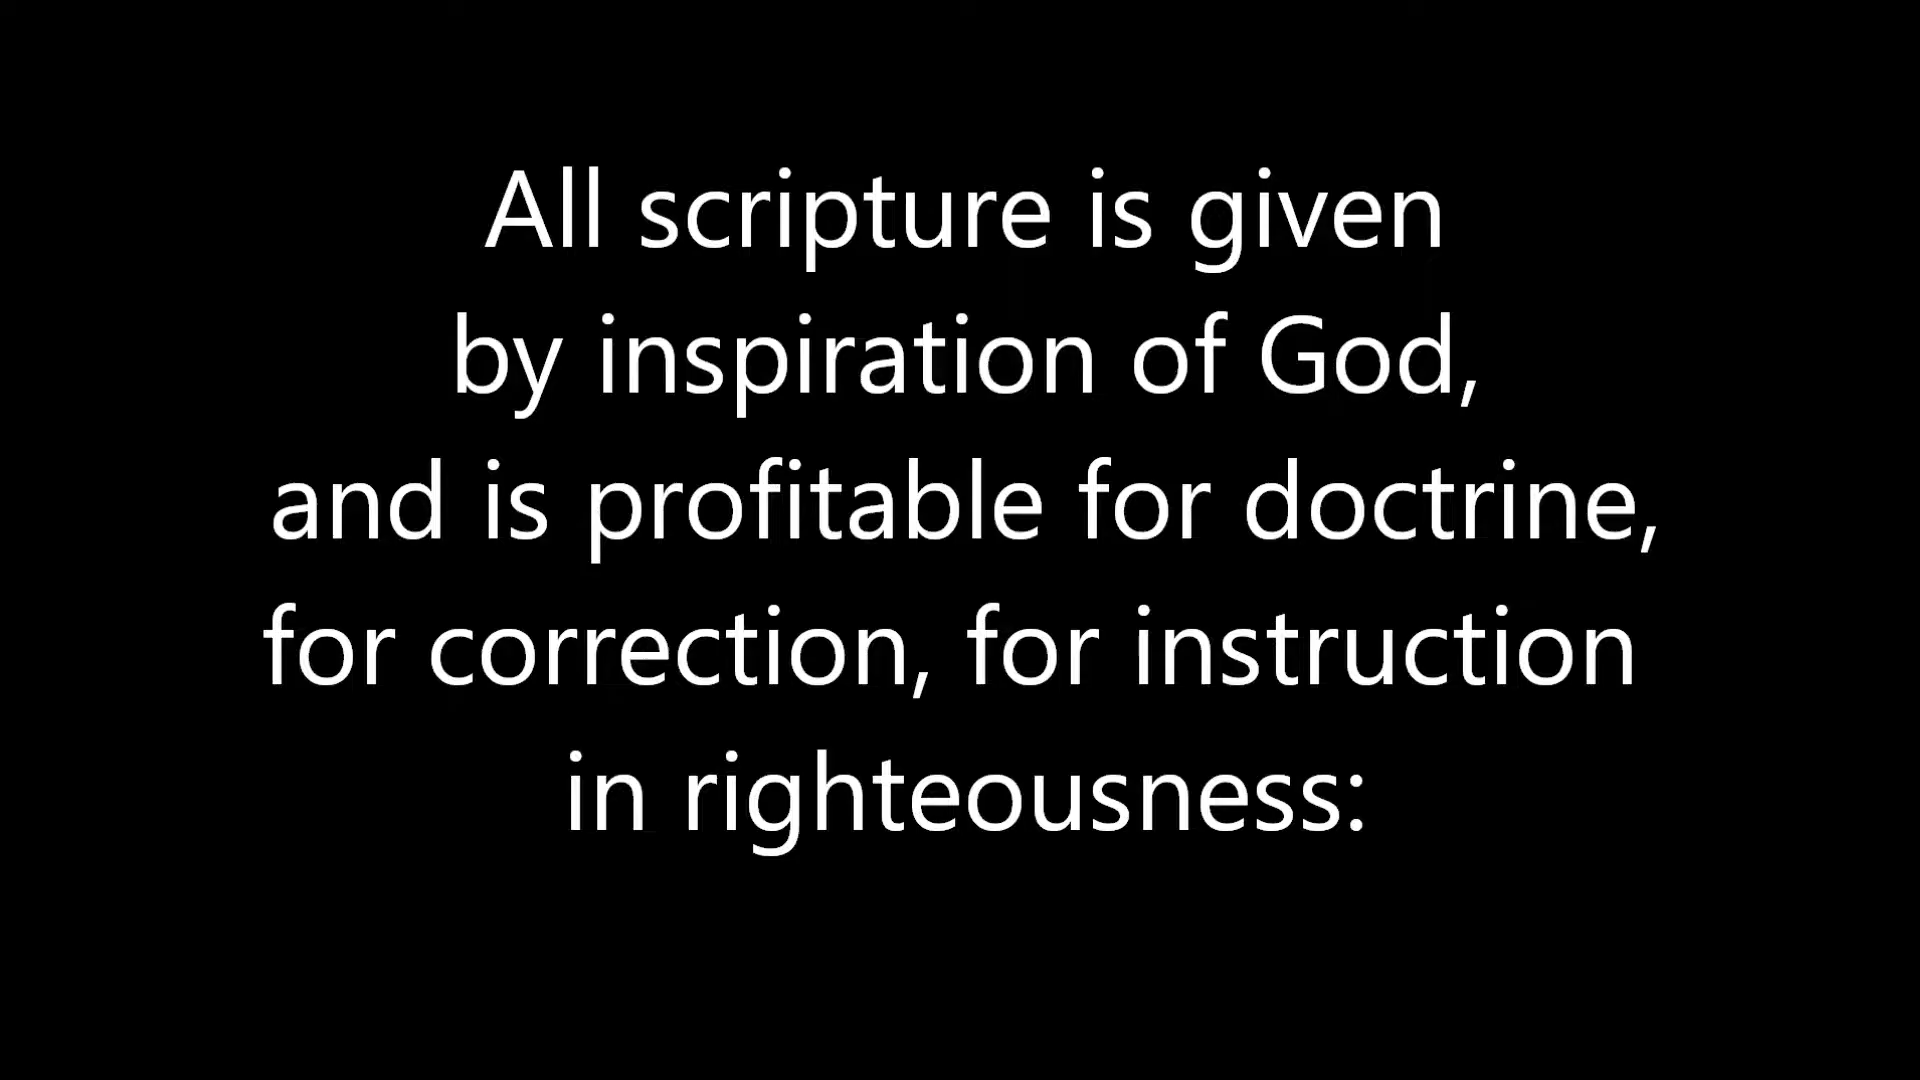 All scripture is given
by inspiration of God,
and is profitable for doctrine,
for correction, for instruction
in righteousness: